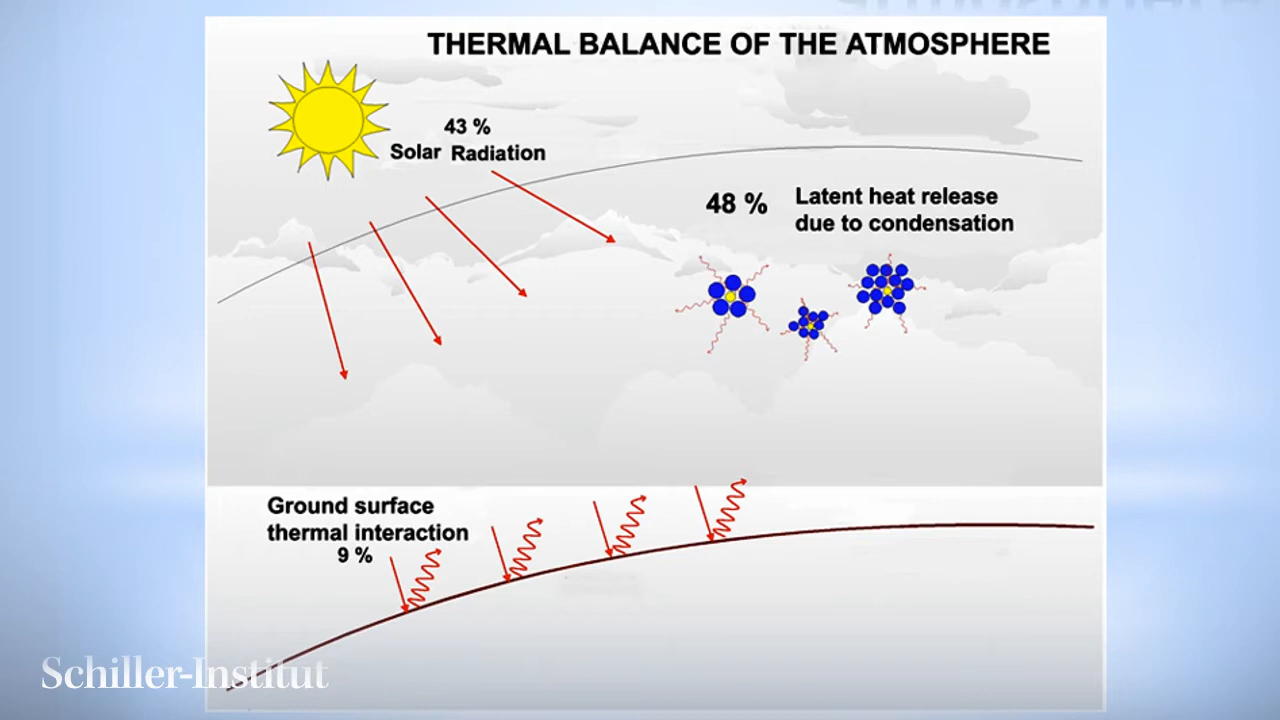 THERMAL BALANCE OF THE ATMOSPHERE
43 %
Solar Radiation
48 %
Latent heat release
due to condensation
Ground surface
thermal interaction
9 %
Schiller-Institut